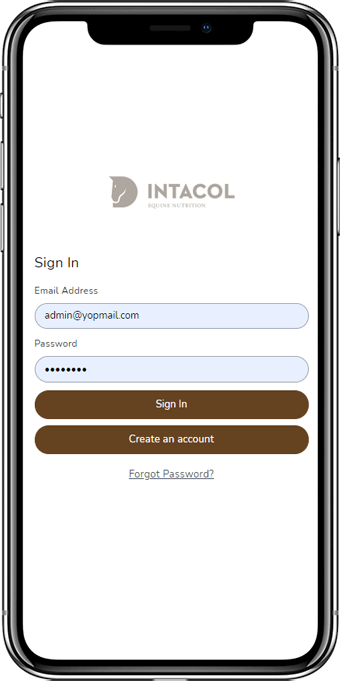 INTACOL
EQUINE NUTRITION
Sign In
Email Address
admin@yopmail.com
Password
••••••••
Sign In
Create an account
Forgot Password?